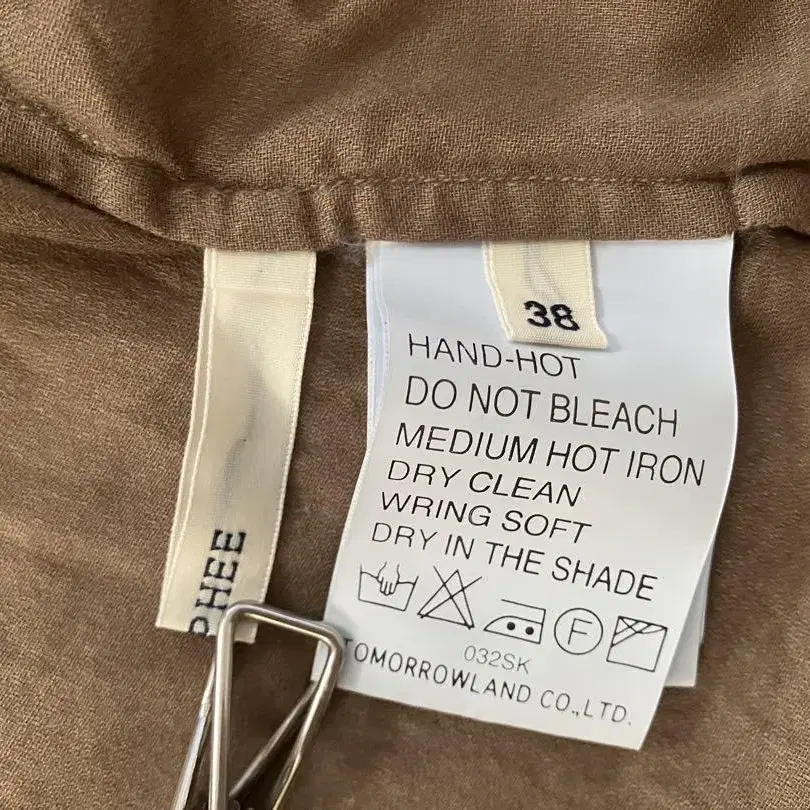 38
HAND-HOT
DO NOT BLEACH
MEDIUM HOT IRON
DRY CLEAN
WRING SOFT
DRY IN THE SHADE
F
032SK
TOMORROWLAND CO.,LTD.
PHEE